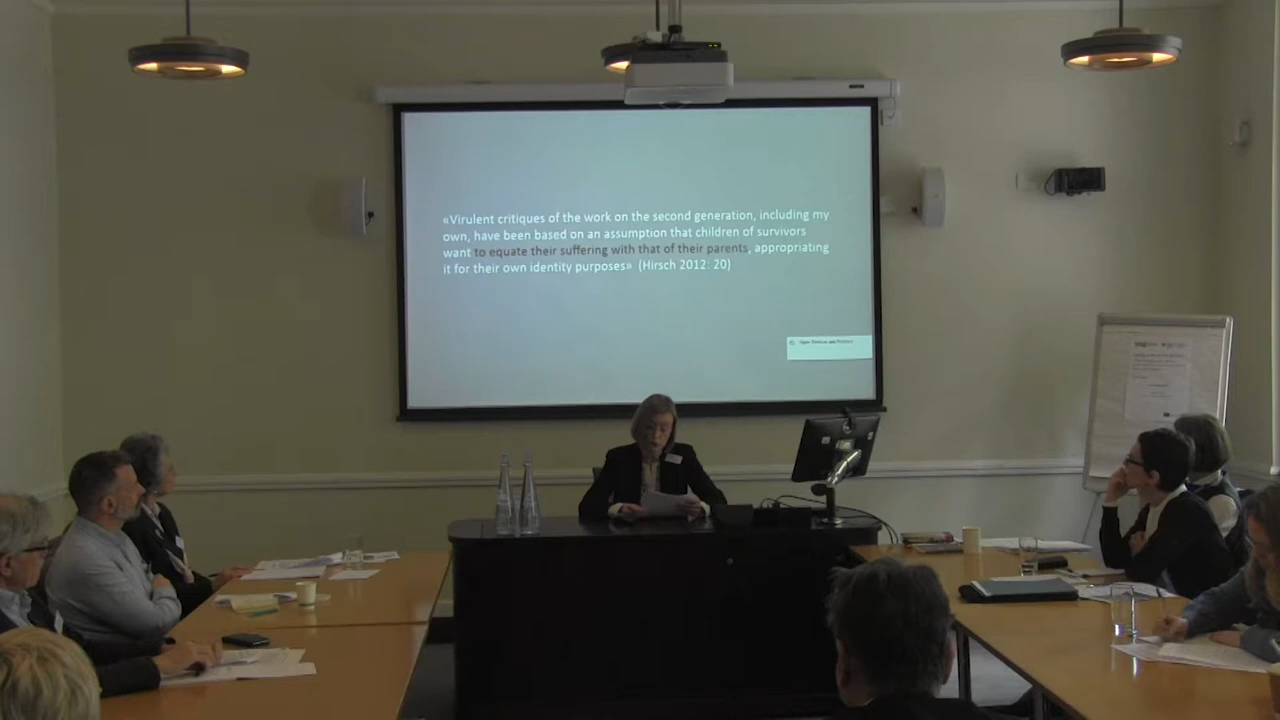 «Virulent critiques of the work on the second generation, including my
own, have been based on an assumption that children of survivors
want to equate their suffering with that of their parents, appropriating
it for their own identity purposes» (Hirsch 2012: 20)